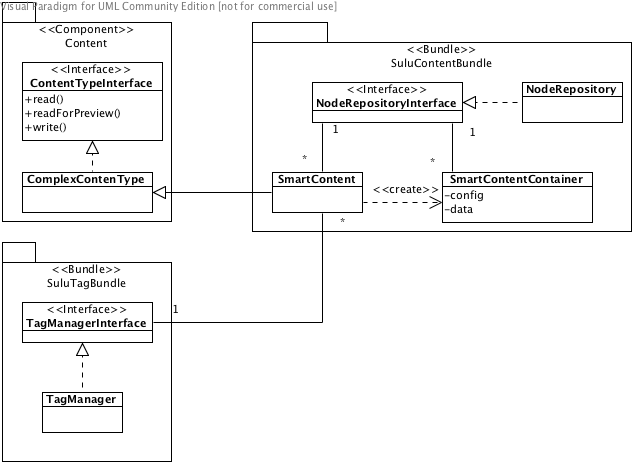 Visual Paradigm for UML Community Edition [not for commercial use]
<<Component>>
Content
<<Interface>>
ContentTypeInterface
+read()
+readForPreview()
+write()
ComplexContenType
<<Bundle>>
SuluContentBundle
<<Interface>>
NodeRepositoryInterface
NodeRepository
1
1
*
*
SmartContent
<<create>>
SmartContentContainer
-config
-data
*
<<Bundle>>
SuluTagBundle
<<Interface>>
TagManagerInterface
1
TagManager